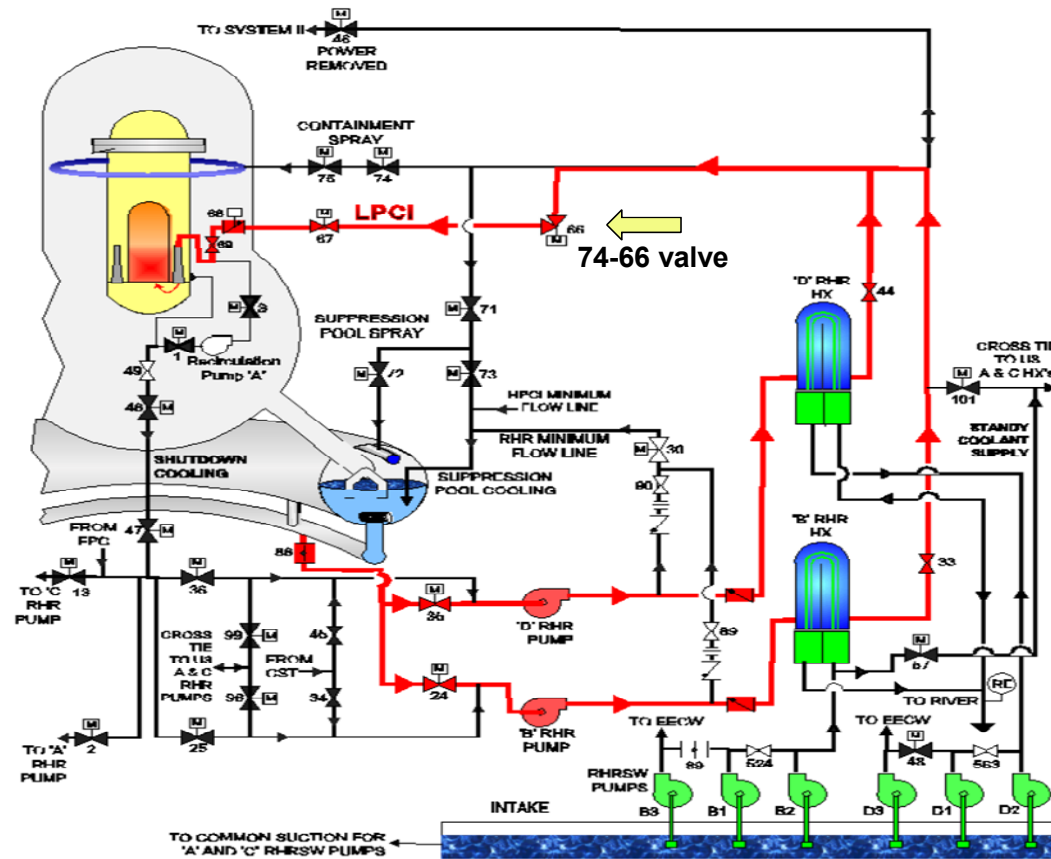 TO SYSTEM II
M
46
POWER
REMOVED
CONTAINMENT
SPRAY
M
M
75
74
68
M
LPCI
67
66
M
74-66 valve
69
'D' RHR
HX
44
M
3
M
71
SUPPRESSION
POOL SPRAY
M
1
Recirculation
Pump "A"
49
M
72
M
73
CROSS TIE
TO U3
A & C HX's
M
101
48
M
HPCI MINIMUM
FLOW LINE
RHR MINIMUM
FLOW LINE
M
30
STANDY
COOLANT
SUPPLY
SHUTDOWN
COOLING
SUPPRESSION
POOL COOLING
90
47
M
FROM
FPC
'B' RHR
HX
88
33
M
13
M
36
TO 'C'
RHR
PUMP
M
35
'D' RHR
PUMP
89
CROSS
TIE
TO U3
A & C
RHR
PUMPS
99
M
98
M
FROM
CST
M
24
M
57
TO RIVER
RE
M
2
25
'B' RHR
PUMP
TO 'A'
RHR
PUMP
TO EECW
TO EECW
89
524
M
48
563
RHRSW
PUMPS
B3
B1
B2
D3
D1
D2
INTAKE
TO COMMON SUCTION FOR
'A' AND 'C' RHRSW PUMPS